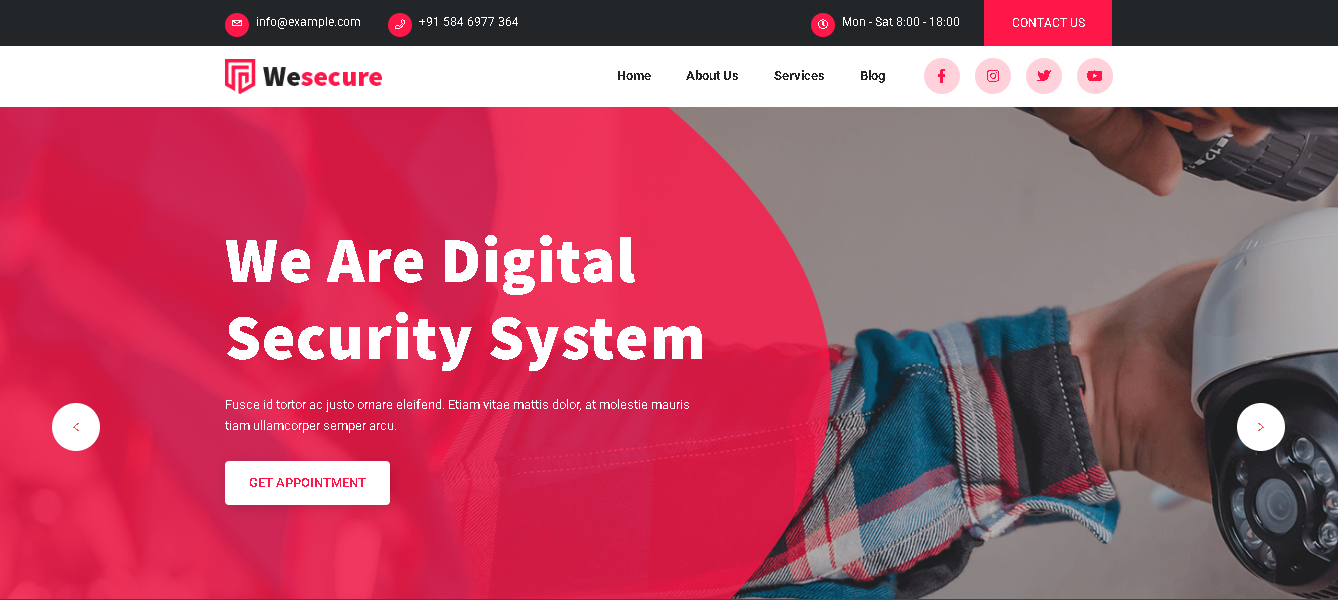 info@example.com
+91 584 6977 364
Mon - Sat 8:00 - 18:00
CONTACT US
Wesecure
Home
About Us
Services
Blog
We Are Digital
Security System
Fusce id tortor ac justo ornare eleifend. Etiam vitae mattis dolor, at molestie mauris
tiam ullamcorper semper arcu.
GET APPOINTMENT